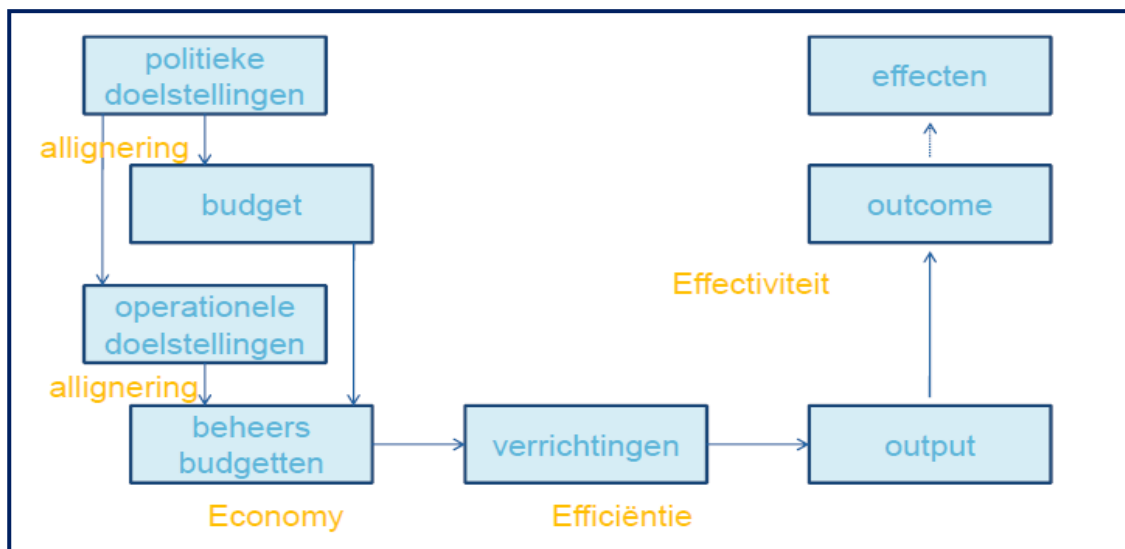 politieke
doelstellingen
effecten
allignering
budget
outcome
Effectiviteit
operationele
doelstellingen
allignering
beheers
budgetten
verrichtingen
output
Economy
Efficiëntie